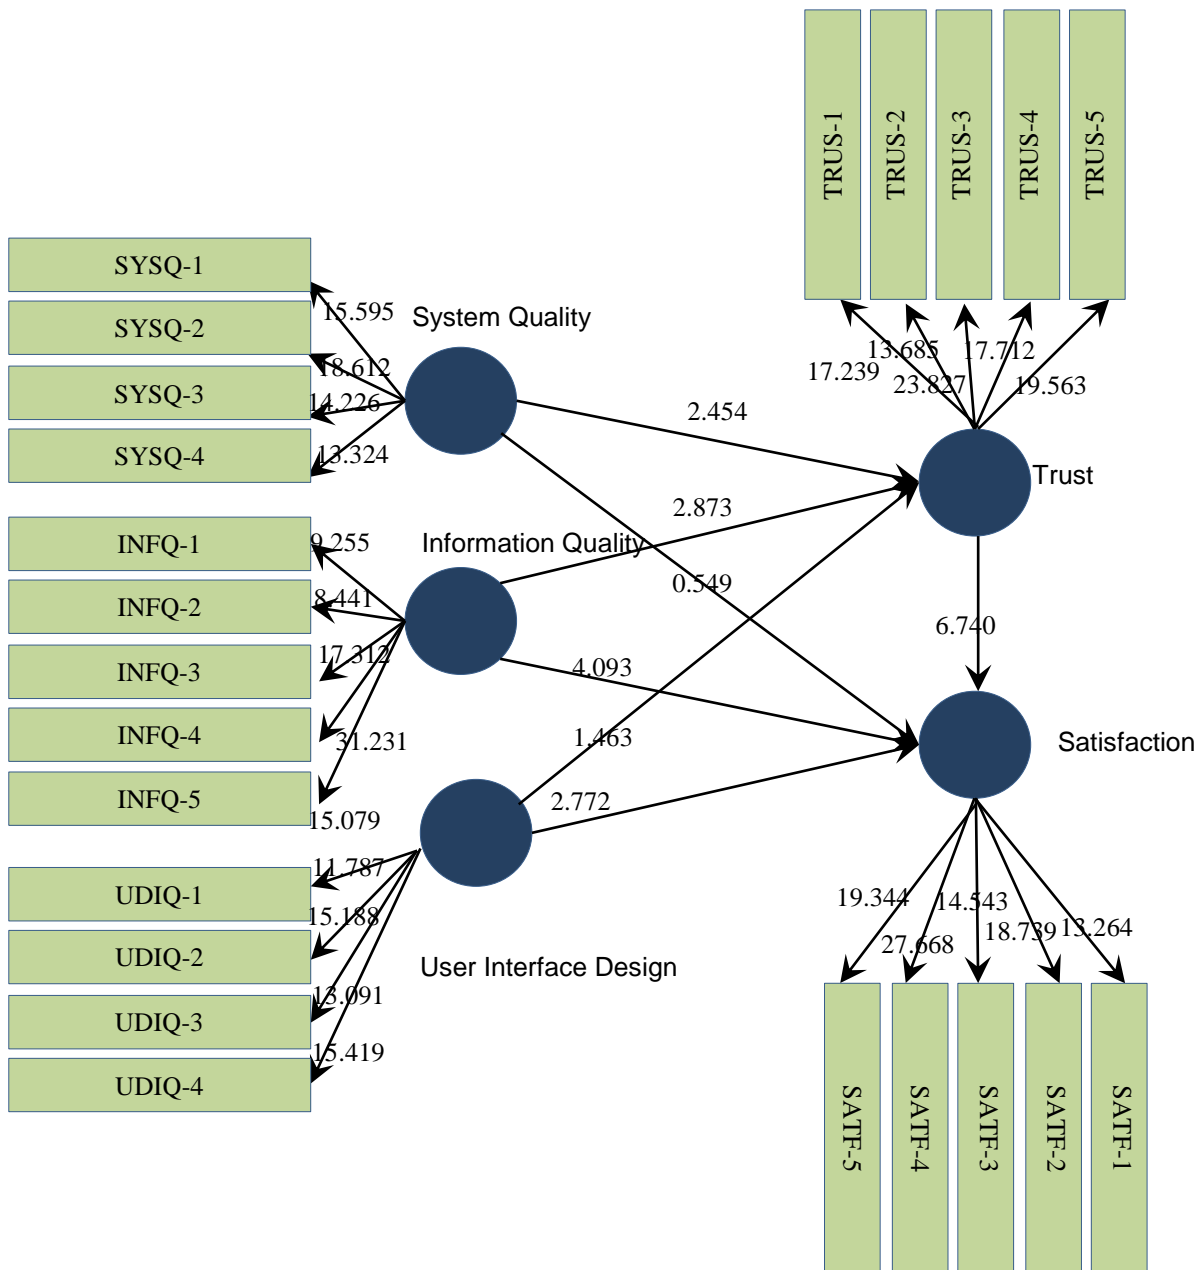 TRUS-1
TRUS-2
TRUS-3
TRUS-4
TRUS-5
17.239
13.685
23.827
17.712
19.563
SYSQ-1
SYSQ-2
SYSQ-3
SYSQ-4
15.595
18.612
14.226
13.324
System Quality
2.454
Trust
2.873
0.549
6.740
INFQ-1
INFQ-2
INFQ-3
INFQ-4
INFQ-5
9.255
8.441
17.312
31.231
15.079
Information Quality
4.093
1.463
2.772
Satisfaction
UDIQ-1
UDIQ-2
UDIQ-3
UDIQ-4
11.787
15.188
13.091
15.419
User Interface Design
19.344
27.668
14.543
18.739
13.264
SATF-5
SATF-4
SATF-3
SATF-2
SATF-1